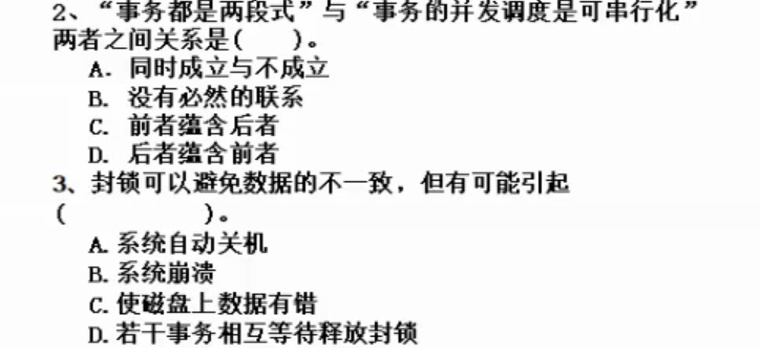 2、“事务都是两段式”与“事务的并发调度是可串行化”
两者之间关系是(    )。
A. 同时成立与不成立
B. 没有必然的联系
C. 前者蕴含后者
D. 后者蕴含前者
3、封锁可以避免数据的不一致，但有可能引起
(          )。
A.系统自动关机
B.系统崩溃
C.使磁盘上数据有错
D.若干事务相互等待释放封锁